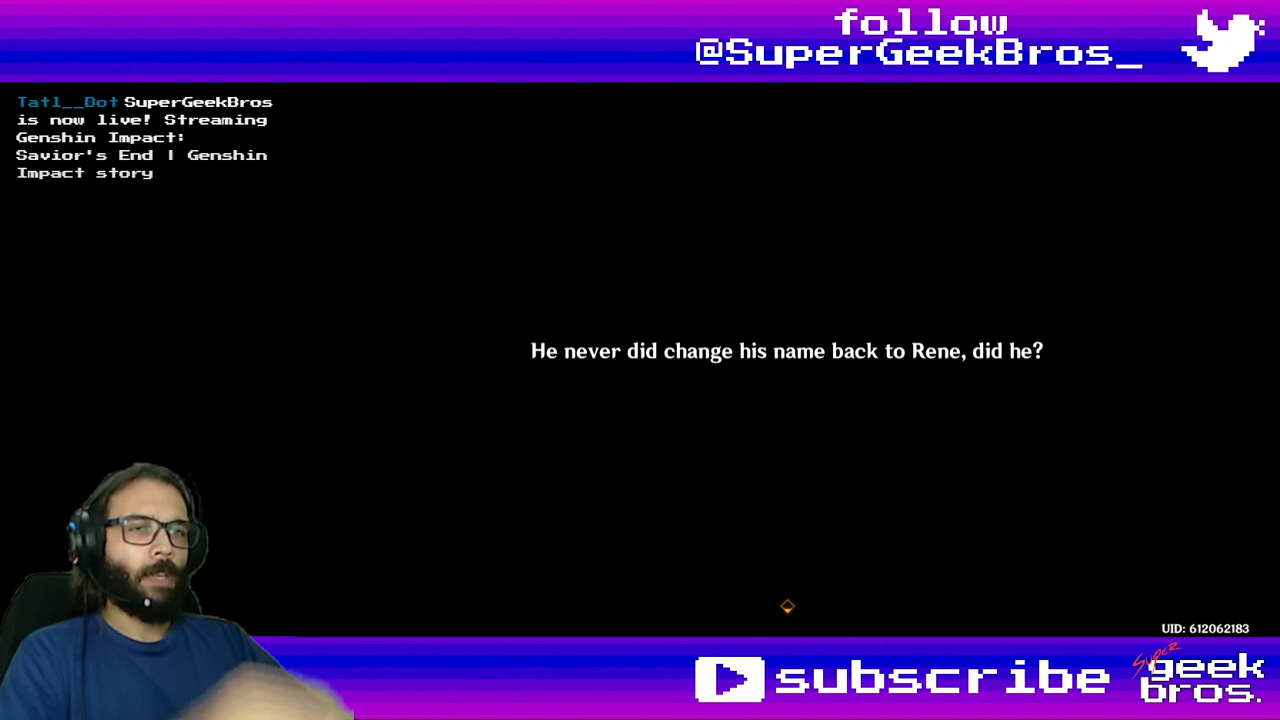 follow
@SuperGeekBros_
Tatl__Bot SuperGeekBros
is now live! Streaming
Genshin Impact:
Savior's End | Genshin
Impact story
He never did change his name back to Rene, did he?
UID: 612062183
subscribe
SUPER
geek
bros.